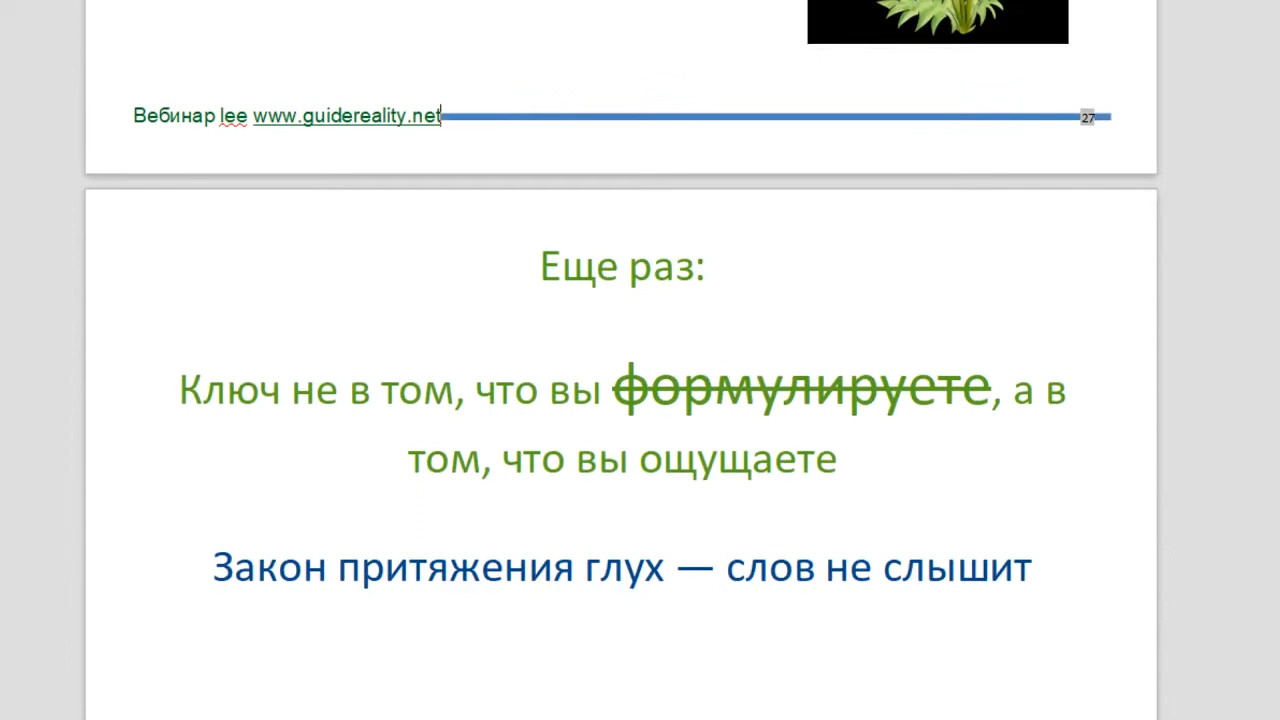 Вебинар lee www.guidereality.net 27
Еще раз:
Ключ не в том, что вы формулируете, а в
том, что вы ощущаете
Закон притяжения глух — слов не слышит